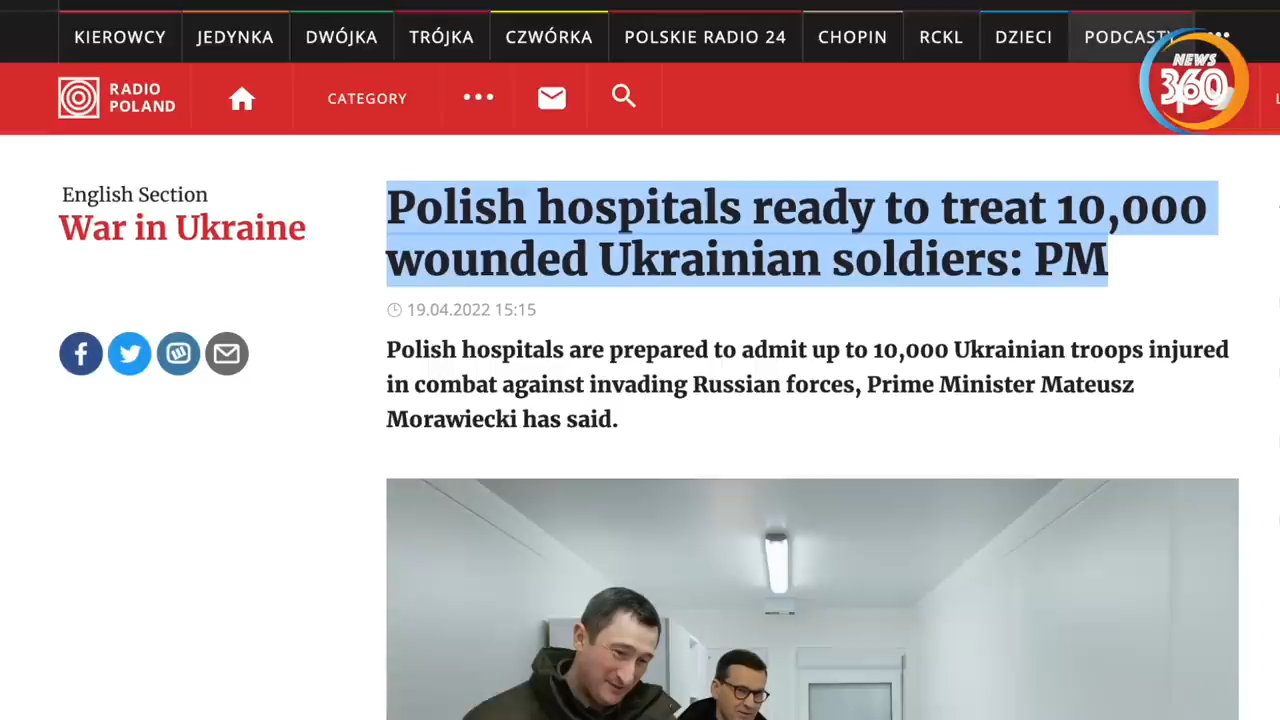 KIEROWCY JEDYNKA DWÓJKA TRÓJKA CZWÓRKA POLSKIE RADIO 24 CHOPIN RCKL DZIECI PODCASTY
NEWS
360
RADIO
POLAND
CATEGORY
English Section
War in Ukraine
Polish hospitals ready to treat 10,000
wounded Ukrainian soldiers: PM
19.04.2022 15:15
Polish hospitals are prepared to admit up to 10,000 Ukrainian troops injured
in combat against invading Russian forces, Prime Minister Mateusz
Morawiecki has said.